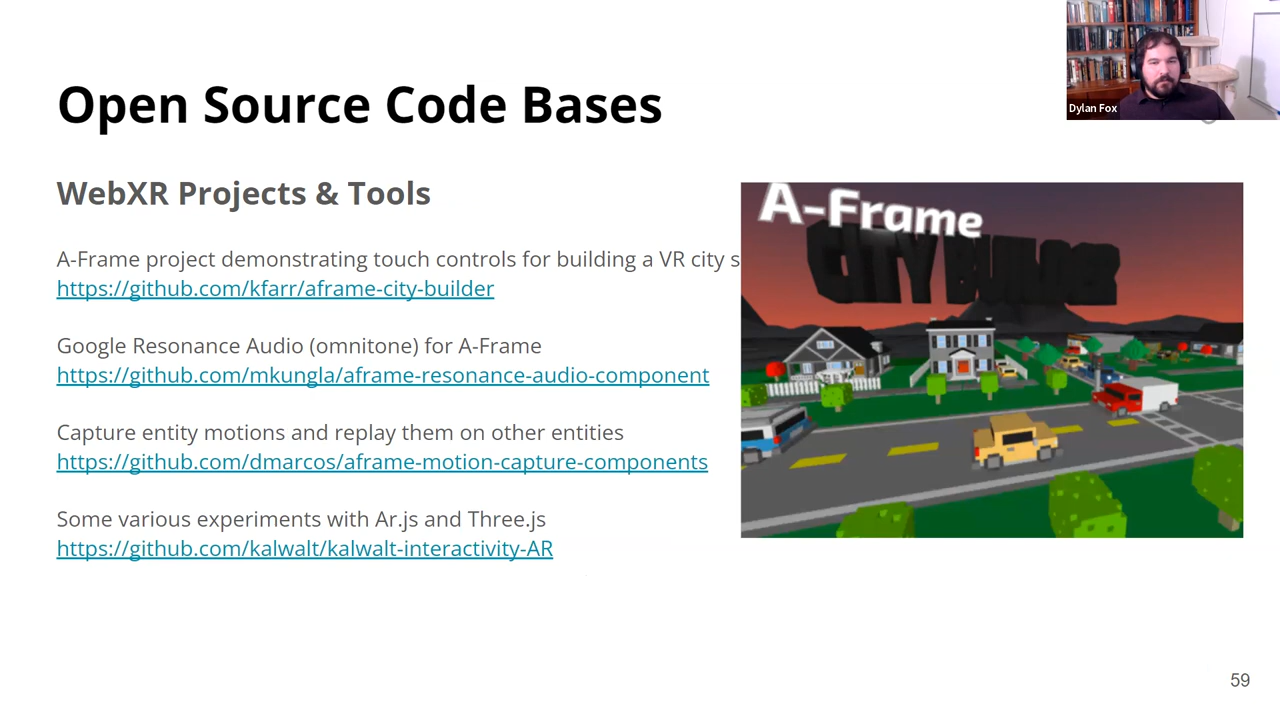 Dylan Fox
Open Source Code Bases
WebXR Projects & Tools
A-Frame project demonstrating touch controls for building a VR city s
https://github.com/kfarr/aframe-city-builder
Google Resonance Audio (omnitone) for A-Frame
https://github.com/mkungla/aframe-resonance-audio-component
Capture entity motions and replay them on other entities
https://github.com/dmarcos/aframe-motion-capture-components
Some various experiments with Ar.js and Three.js
https://github.com/kalwalt/kalwalt-interactivity-AR
A-Frame
CITY BUILDER
59